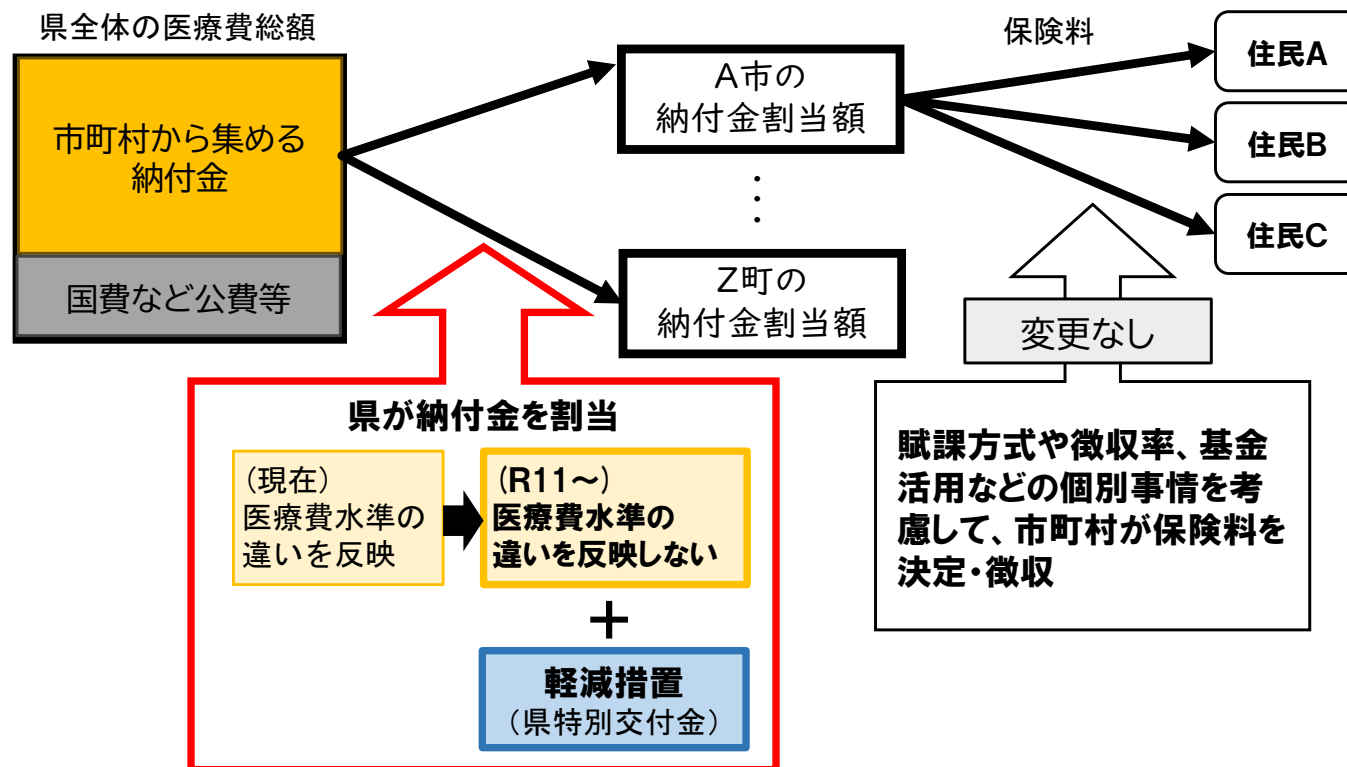 県全体の医療費総額
市町村から集める
納付金
国費など公費等
A市の
納付金割当額
⋮
Z町の
納付金割当額
保険料
住民A
住民B
住民C
変更なし
賦課方式や徴収率、基金
活用などの個別事情を考
慮して、市町村が保険料を
決定・徴収
県が納付金を割当
(現在)
医療費水準の
違いを反映
(R11~)
医療費水準の
違いを反映しない
+
軽減措置
(県特別交付金)